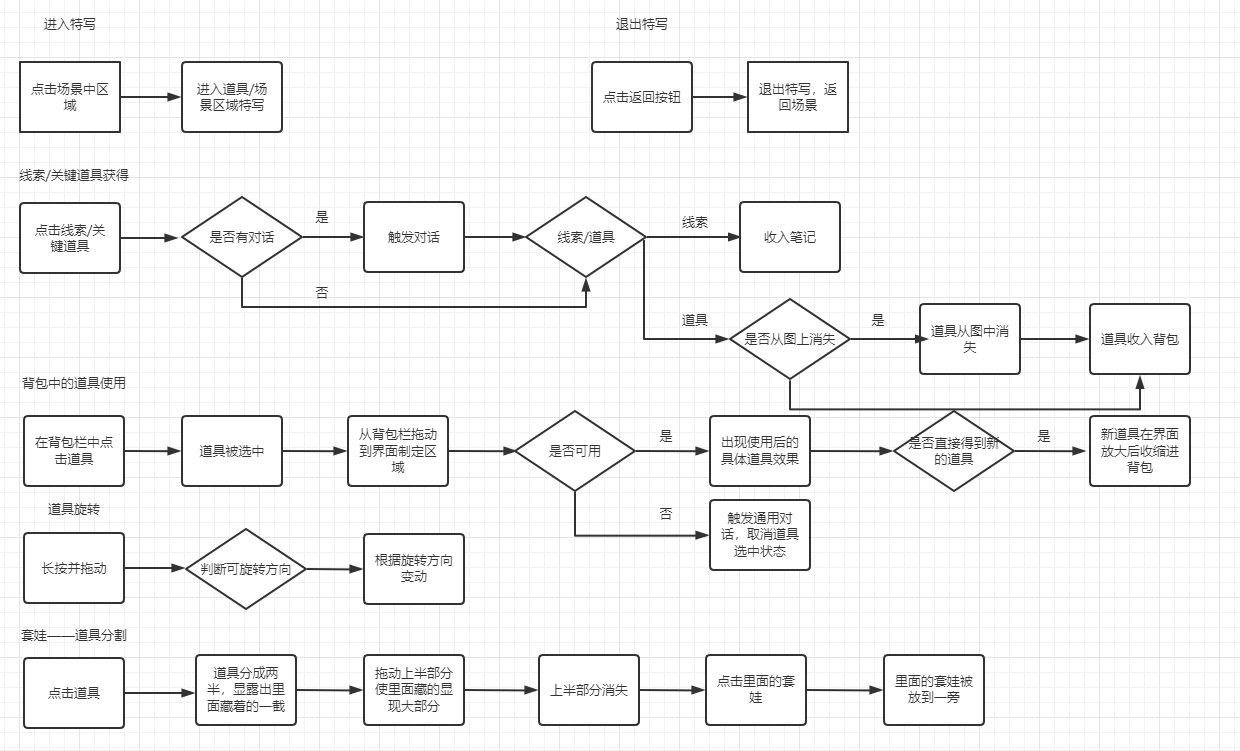 进入特写
退出特写
点击场景中区
域
进入道具/场
景区域特写
点击返回按钮
退出特写，返
回场景
线索/关键道具获得
点击线索/关
键道具
是否有对话
是
触发对话
线索/道具
线索
收入笔记
否
道具
是否从图上消失
是
道具从图中消
失
道具收入背包
背包中的道具使用
在背包栏中点
击道具
道具被选中
从背包栏拖动
到界面制定区
域
是否可用
是
出现使用后的
具体道具效果
是否直接得到新
的道具
是
新道具在界面
放大后收缩进
背包
否
触发通用对
话，取消道具
选中状态
道具旋转
长按并拖动
判断可旋转方向
根据旋转方向
变动
套娃——道具分割
点击道具
道具分成两
半，显露出里
面藏着的一截
拖动上半部分
使里面藏的显
现大部分
上半部分消失
点击里面的套
娃
里面的套娃被
放到一旁